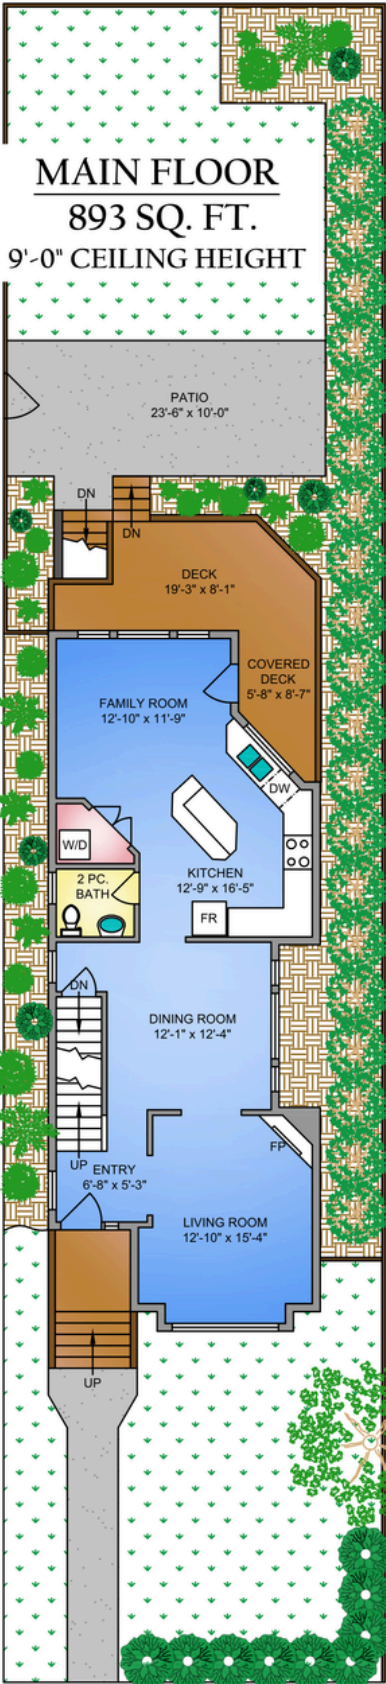 MAIN FLOOR
893 SQ. FT.
9'-0" CEILING HEIGHT
PATIO
23'-6" x 10'-0"
DN
DN
DECK
19'-3" x 8'-1"
COVERED
DECK
5'-8" x 8'-7"
FAMILY ROOM
12'-10" x 11'-9"
DW
W/D
KITCHEN
12'-9" x 16'-5"
2 PC.
BATH
FR
DN
DINING ROOM
12'-1" x 12'-4"
FP
UP
ENTRY
6'-8" x 5'-3"
LIVING ROOM
12'-10" x 15'-4"
UP